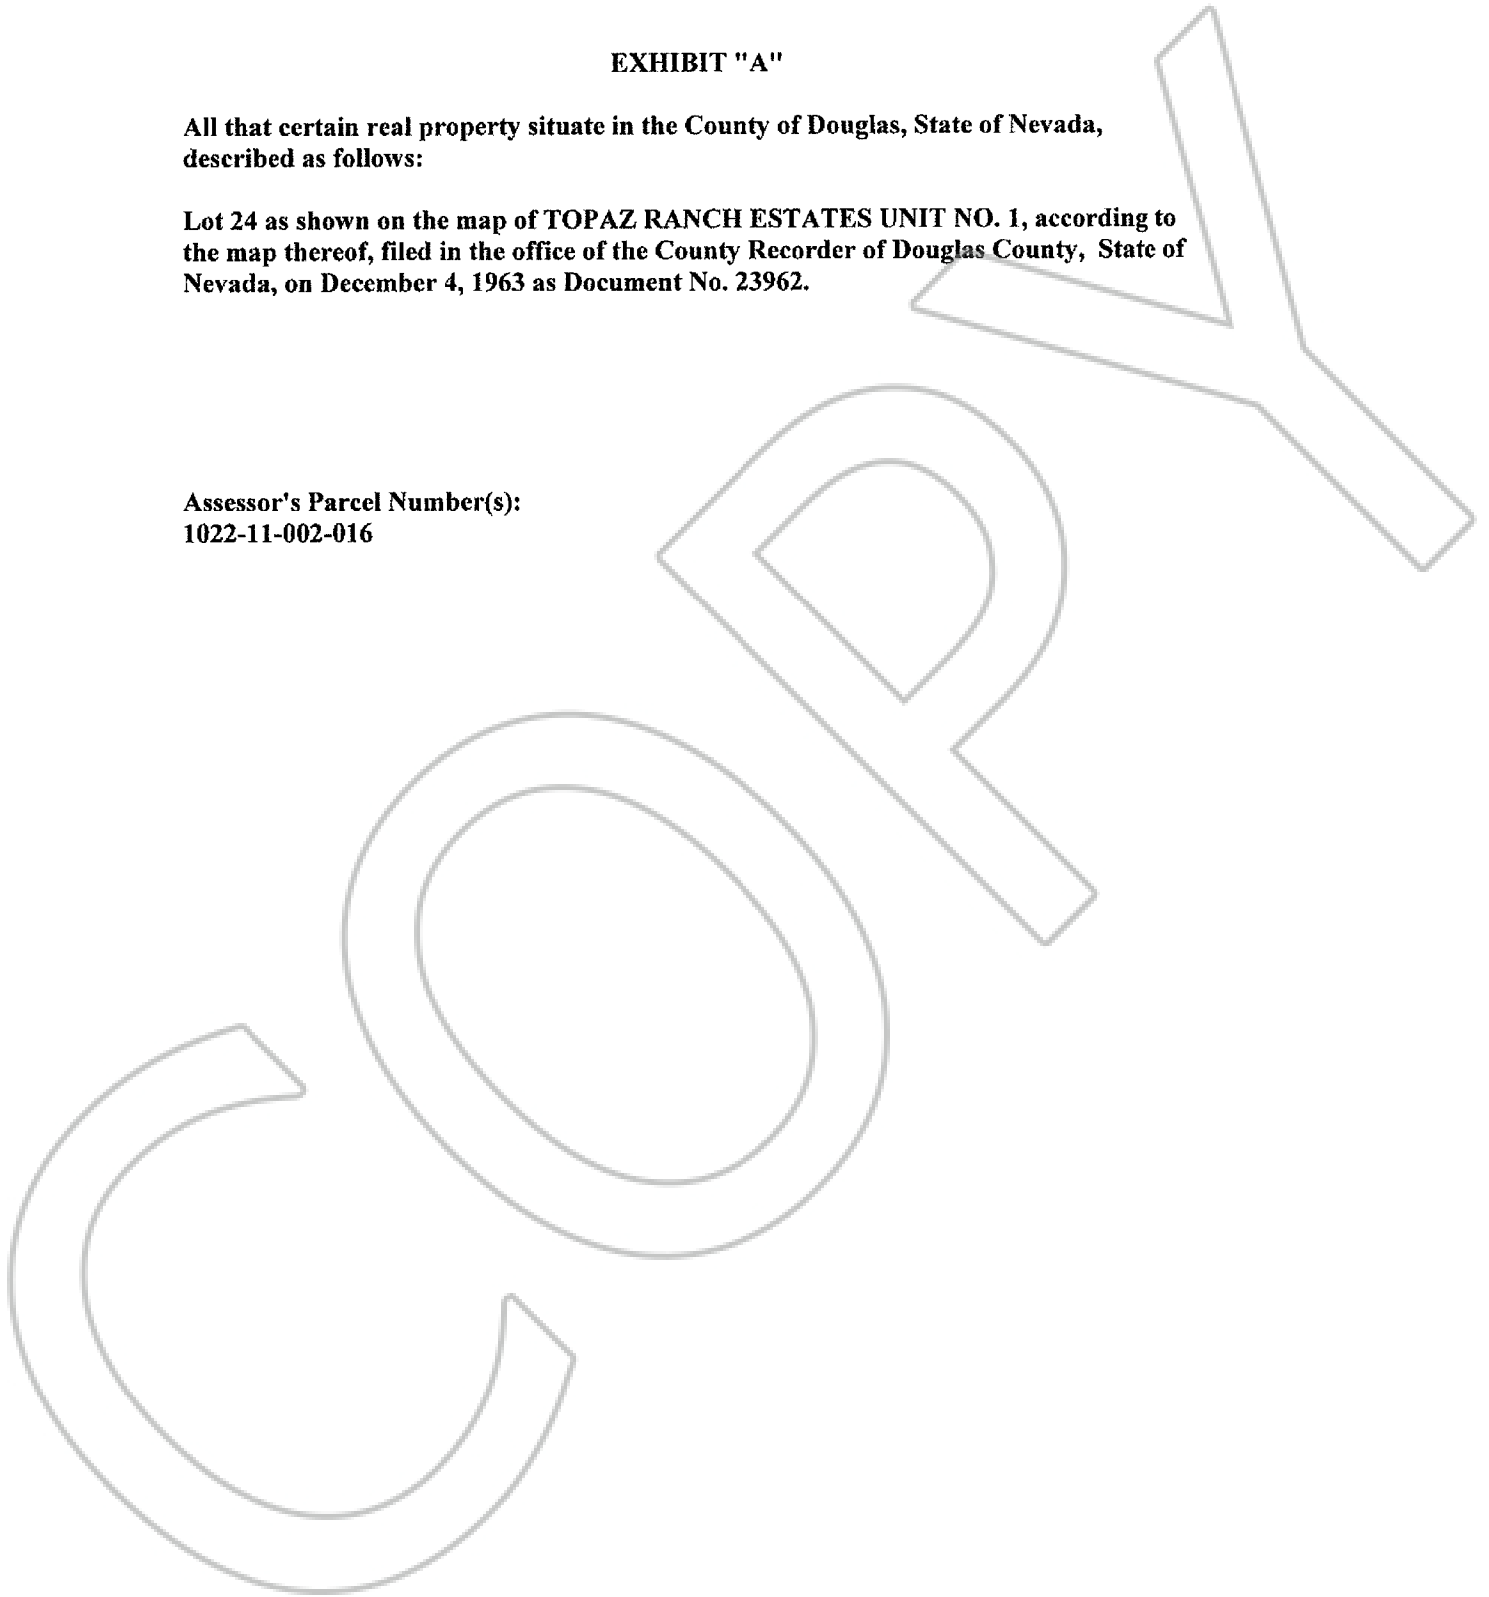 EXHIBIT "A"
All that certain real property situate in the County of Douglas, State of Nevada,
described as follows:
Lot 24 as shown on the map of TOPAZ RANCH ESTATES UNIT NO. 1, according to
the map thereof, filed in the office of the County Recorder of Douglas County,  State of
Nevada, on December 4, 1963 as Document No. 23962.
Assessor's Parcel Number(s):
1022-11-002-016
COPY